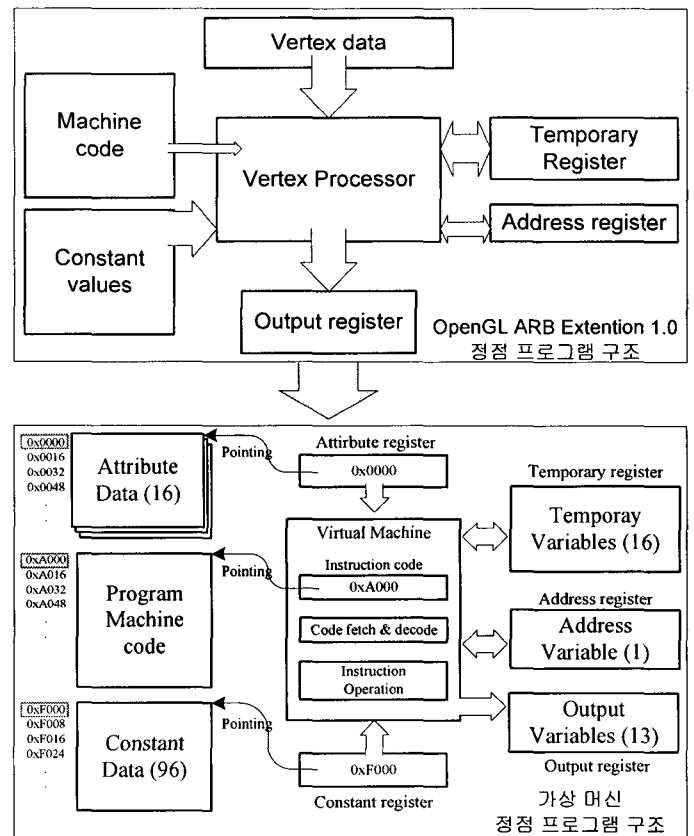 Vertex data
Machine
code
Vertex Processor
Temporary
Register
Address register
Constant
values
Output register
OpenGL ARB Extention 1.0
정점 프로그램 구조
0x0000
0x0016
0x0032
0x0048
.
.
Attribute
Data (16)
Pointing
Attirbute register
0x0000
Temporary register
Temporay
Variables (16)
Virtual Machine
Instruction code
0xA000
Code fetch & decode
Instruction
Operation
0xA000
0xA016
0xA032
0xA048
.
.
Program
Machine
code
Pointing
Address register
Address
Variable (1)
Output
Variables (13)
Output register
0xF000
0xF008
0xF016
0xF024
.
.
Constant
Data (96)
Pointing
0xF000
Constant register
가상 머신
정점 프로그램 구조